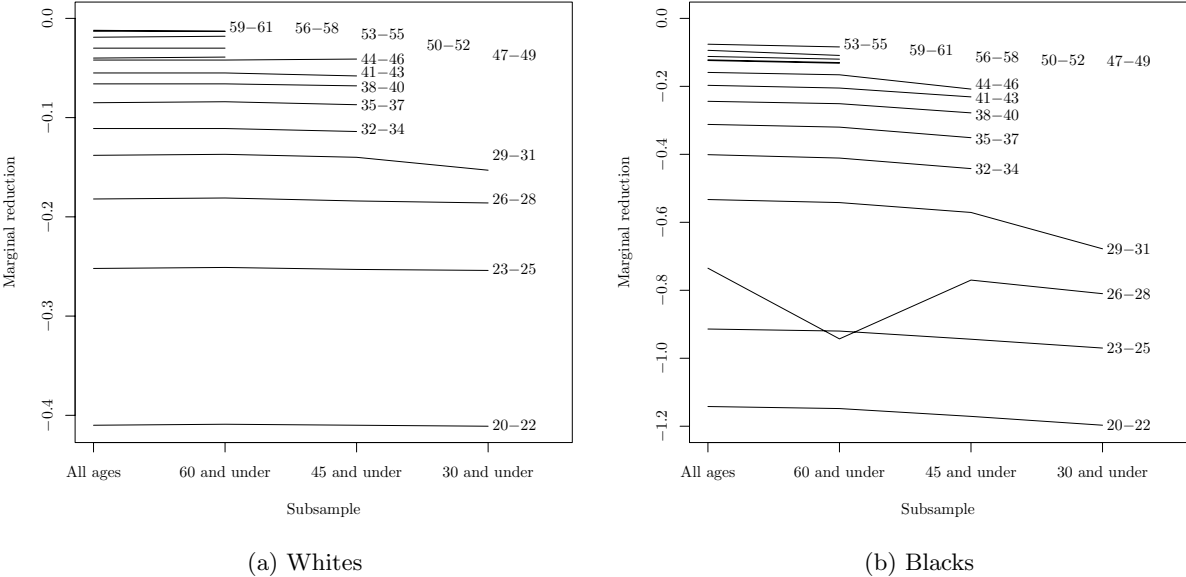 Marginal reduction
0.0
−0.1
−0.2
−0.3
−0.4
59−61
56−58
53−55
50−52
47−49
44−46
41−43
38−40
35−37
32−34
29−31
26−28
23−25
20−22
All ages
60 and under
45 and under
30 and under
Subsample
(a) Whites
Marginal reduction
0.0
−0.2
−0.4
−0.6
−0.8
−1.0
−1.2
53−55
59−61
56−58
50−52
47−49
44−46
41−43
38−40
35−37
32−34
29−31
26−28
23−25
20−22
All ages
60 and under
45 and under
30 and under
Subsample
(b) Blacks